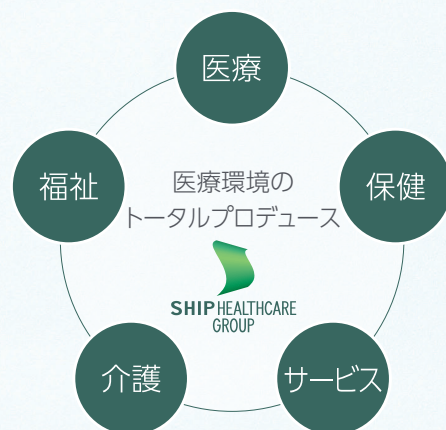 医療
福祉
保健
医療環境の
トータルプロデュース
SHIP HEALTHCARE
GROUP
介護
サービス